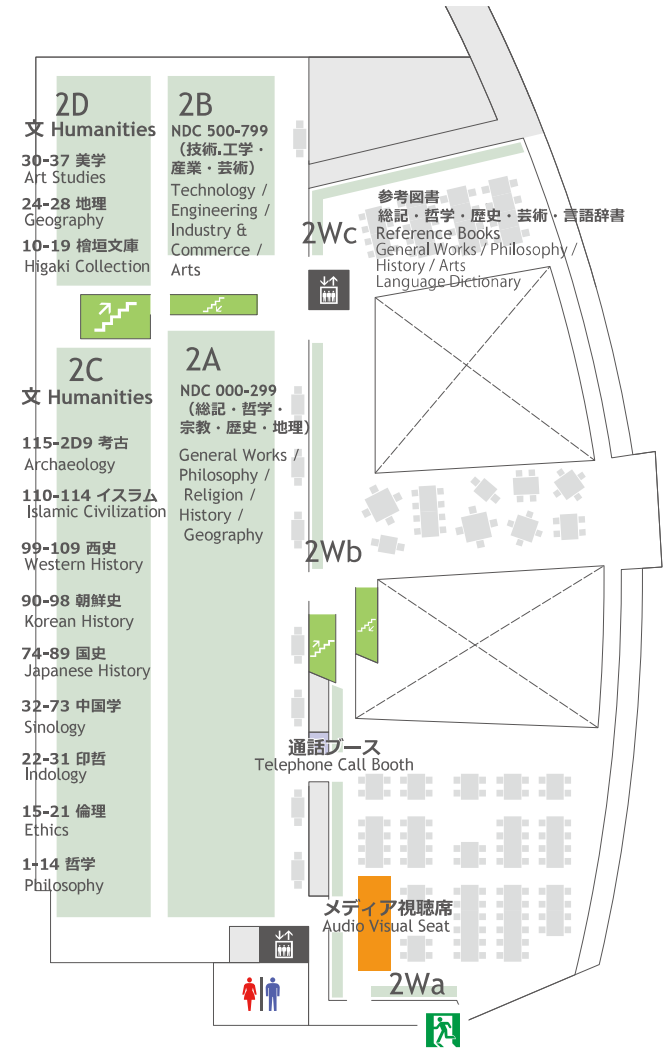 2D
文 Humanities
30-37 美学
Art Studies
24-28 地理
Geography
10-19 檜垣文庫
Higaki Collection
2B
NDC 500-799
（技術.工学・
産業・芸術）
Technology /
Engineering /
Industry &
Commerce /
Arts
2Wc
参考図書
総記・哲学・歴史・芸術・言語辞書
Reference Books
General Works / Philosophy /
History / Arts
Language Dictionary
2C
文 Humanities
115-2D9 考古
Archaeology
110-114 イスラム
Islamic Civilization
99-109 西史
Western History
90-98 朝鮮史
Korean History
74-89 国史
Japanese History
32-73 中国学
Sinology
22-31 印哲
Indology
15-21 倫理
Ethics
1-14 哲学
Philosophy
2A
NDC 000-299
（総記・哲学・
宗教・歴史・地理）
General Works /
Philosophy /
Religion /
History /
Geography
2Wb
通話ブース
Telephone Call Booth
メディア視聴席
Audio Visual Seat
2Wa